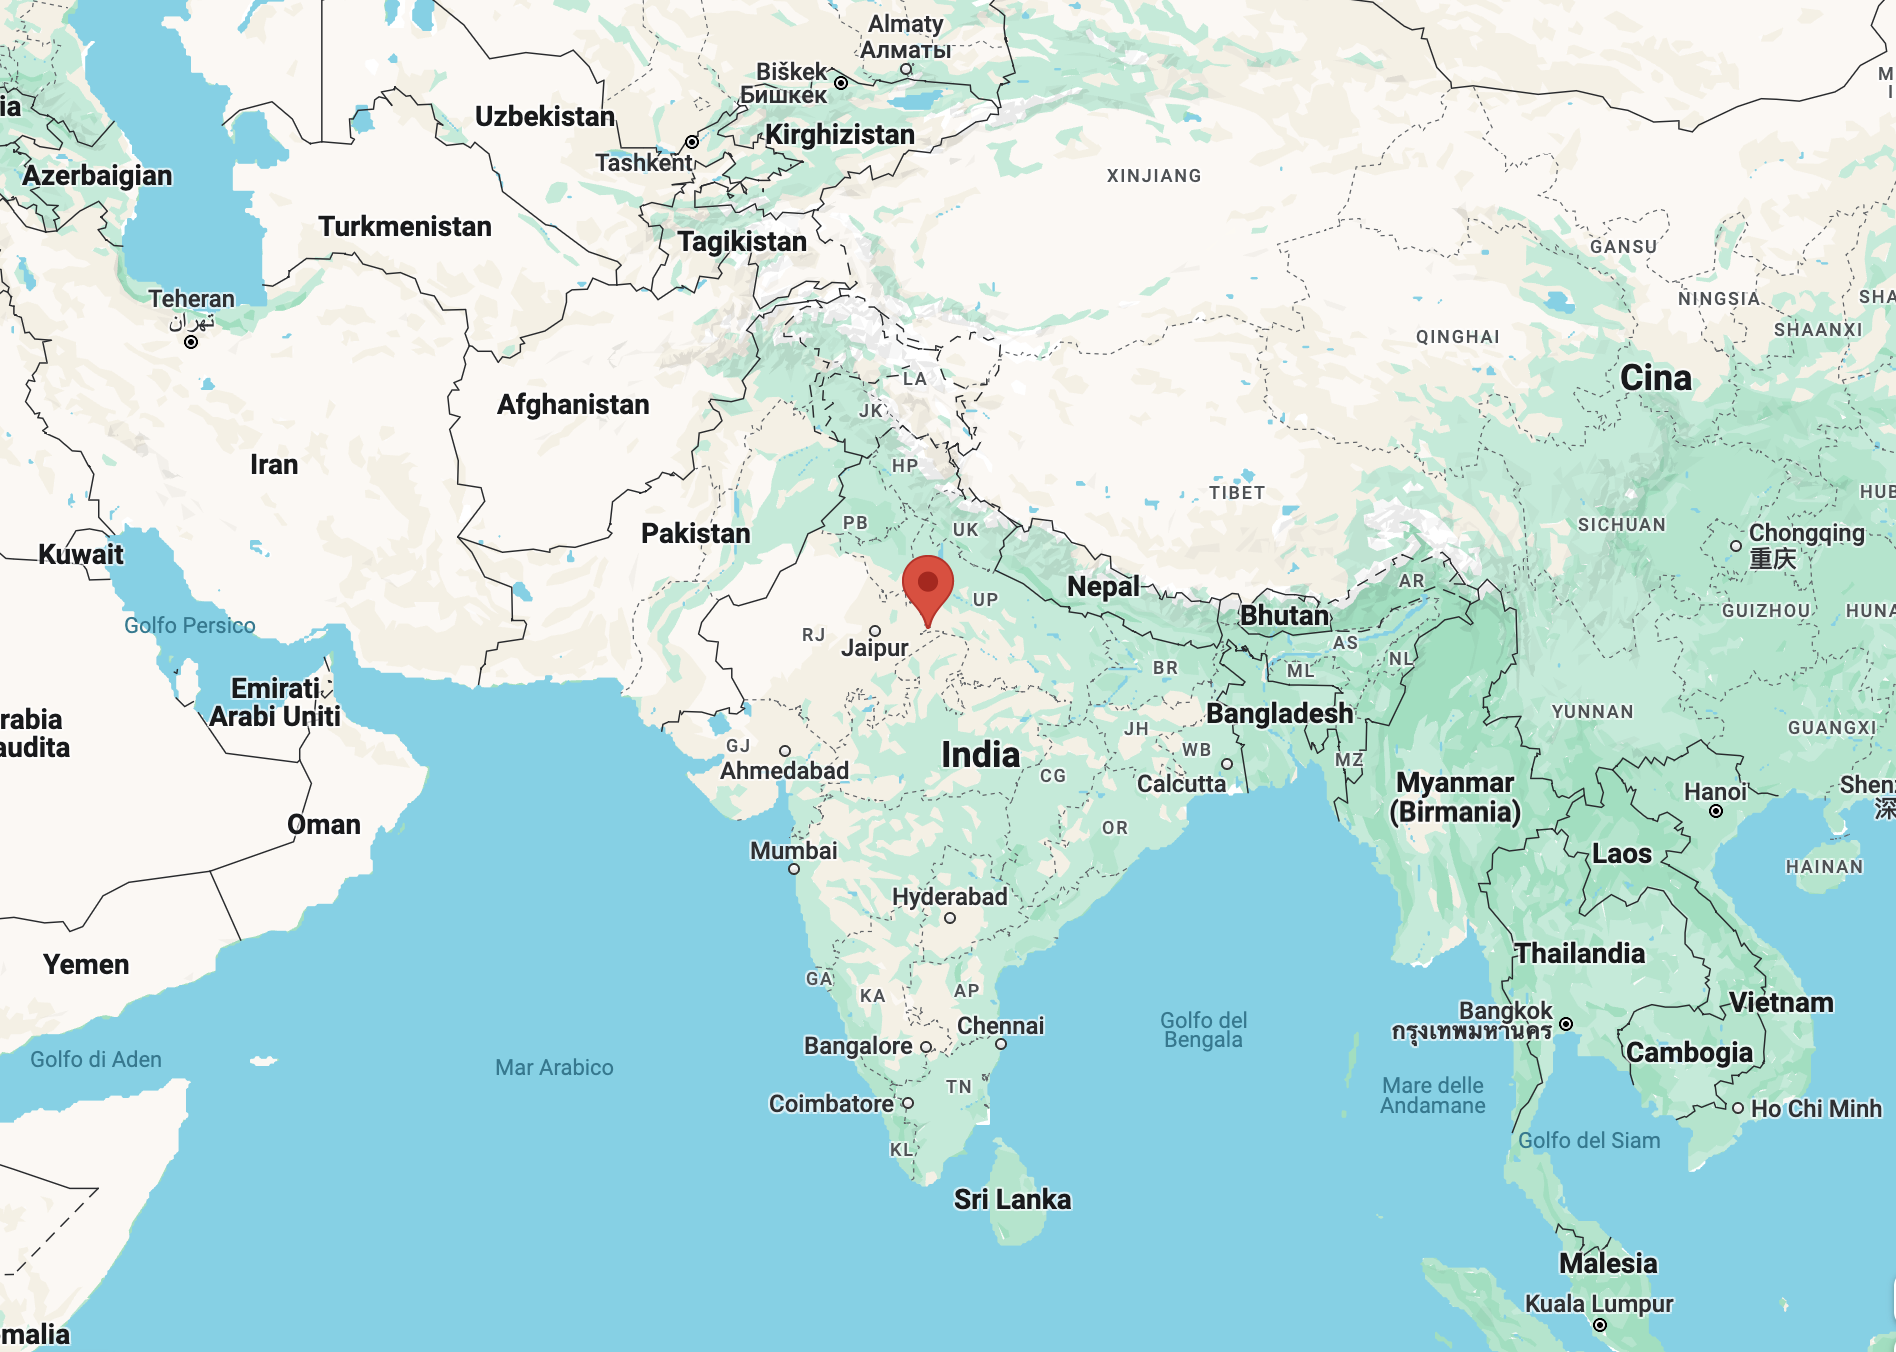 Almaty
Алматы
Biškek
Бишкек
Uzbekistan
Kirghizistan
Tashkent
ia
Azerbaigian
XINJIANG
Turkmenistan
Tagikistan
GANSU
Teheran
تهران
NINGSIA
SHA
SHAANXI
QINGHAI
LA
Cina
Afghanistan
JK
Iran
HP
TIBET
HUB
PB
UK
SICHUAN
Pakistan
Chongqing
重庆
Kuwait
Nepal
AR
UP
Bhutan
GUIZHOU
HUNA
Golfo Persico
RJ
Jaipur
AS
NL
BR
ML
Emirati
Arabi Uniti
rabia
audita
Bangladesh
YUNNAN
GUANGXI
JH
GJ
India
WB
MZ
Ahmedabad
CG
Calcutta
Myanmar
(Birmania)
Hanoi
Shenz
深
Oman
OR
Mumbai
Laos
HAINAN
Hyderabad
Thailandia
Yemen
GA
KA
AP
Vietnam
Bangkok
กรุงเทพมหานคร
Golfo del
Bengala
Chennai
Bangalore
Cambogia
Golfo di Aden
Mar Arabico
TN
Mare delle
Andamane
Coimbatore
Ho Chi Minh
Golfo del Siam
KL
Sri Lanka
Malesia
Kuala Lumpur
malia
M
I